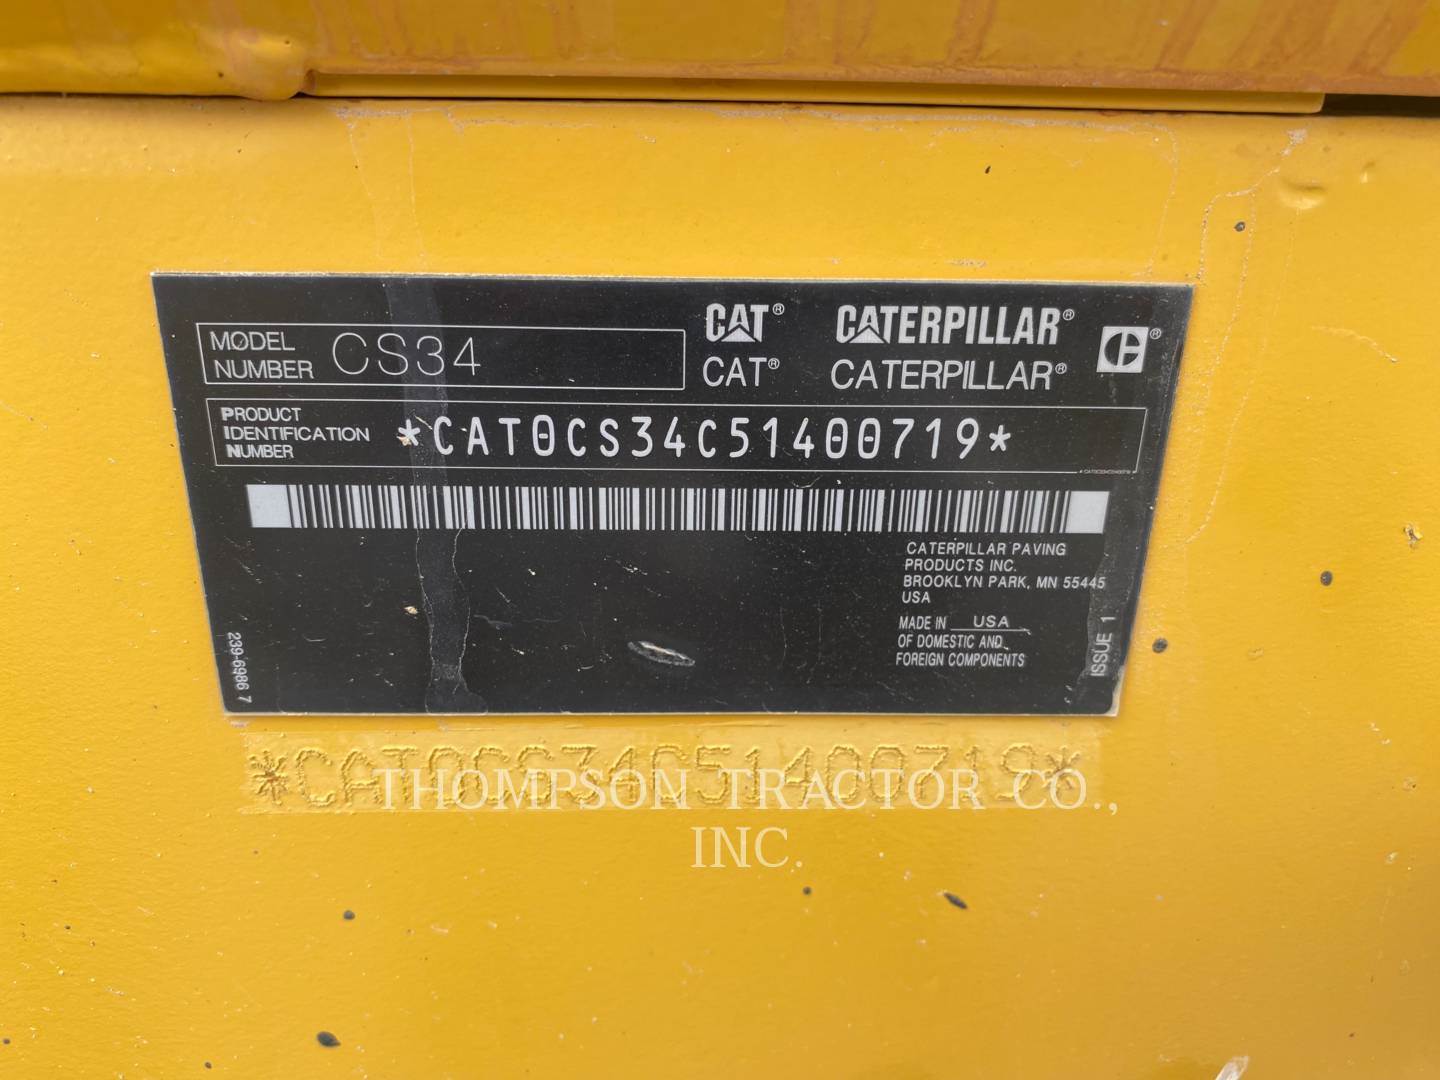 MODEL
NUMBER
CS34
CAT® CATERPILLAR®
CAT® CATERPILLAR®
PRODUCT
IDENTIFICATION
NUMBER
*CAT0CS34C51400719*
CATERPILLAR PAVING
PRODUCTS INC.
BROOKLYN PARK, MN 55445
USA
MADE IN USA
OF DOMESTIC AND
FOREIGN COMPONENTS
239-6986 7
ISSUE 1
*CAT0CS34C51400719*
THOMPSON TRACTOR CO.,
INC.